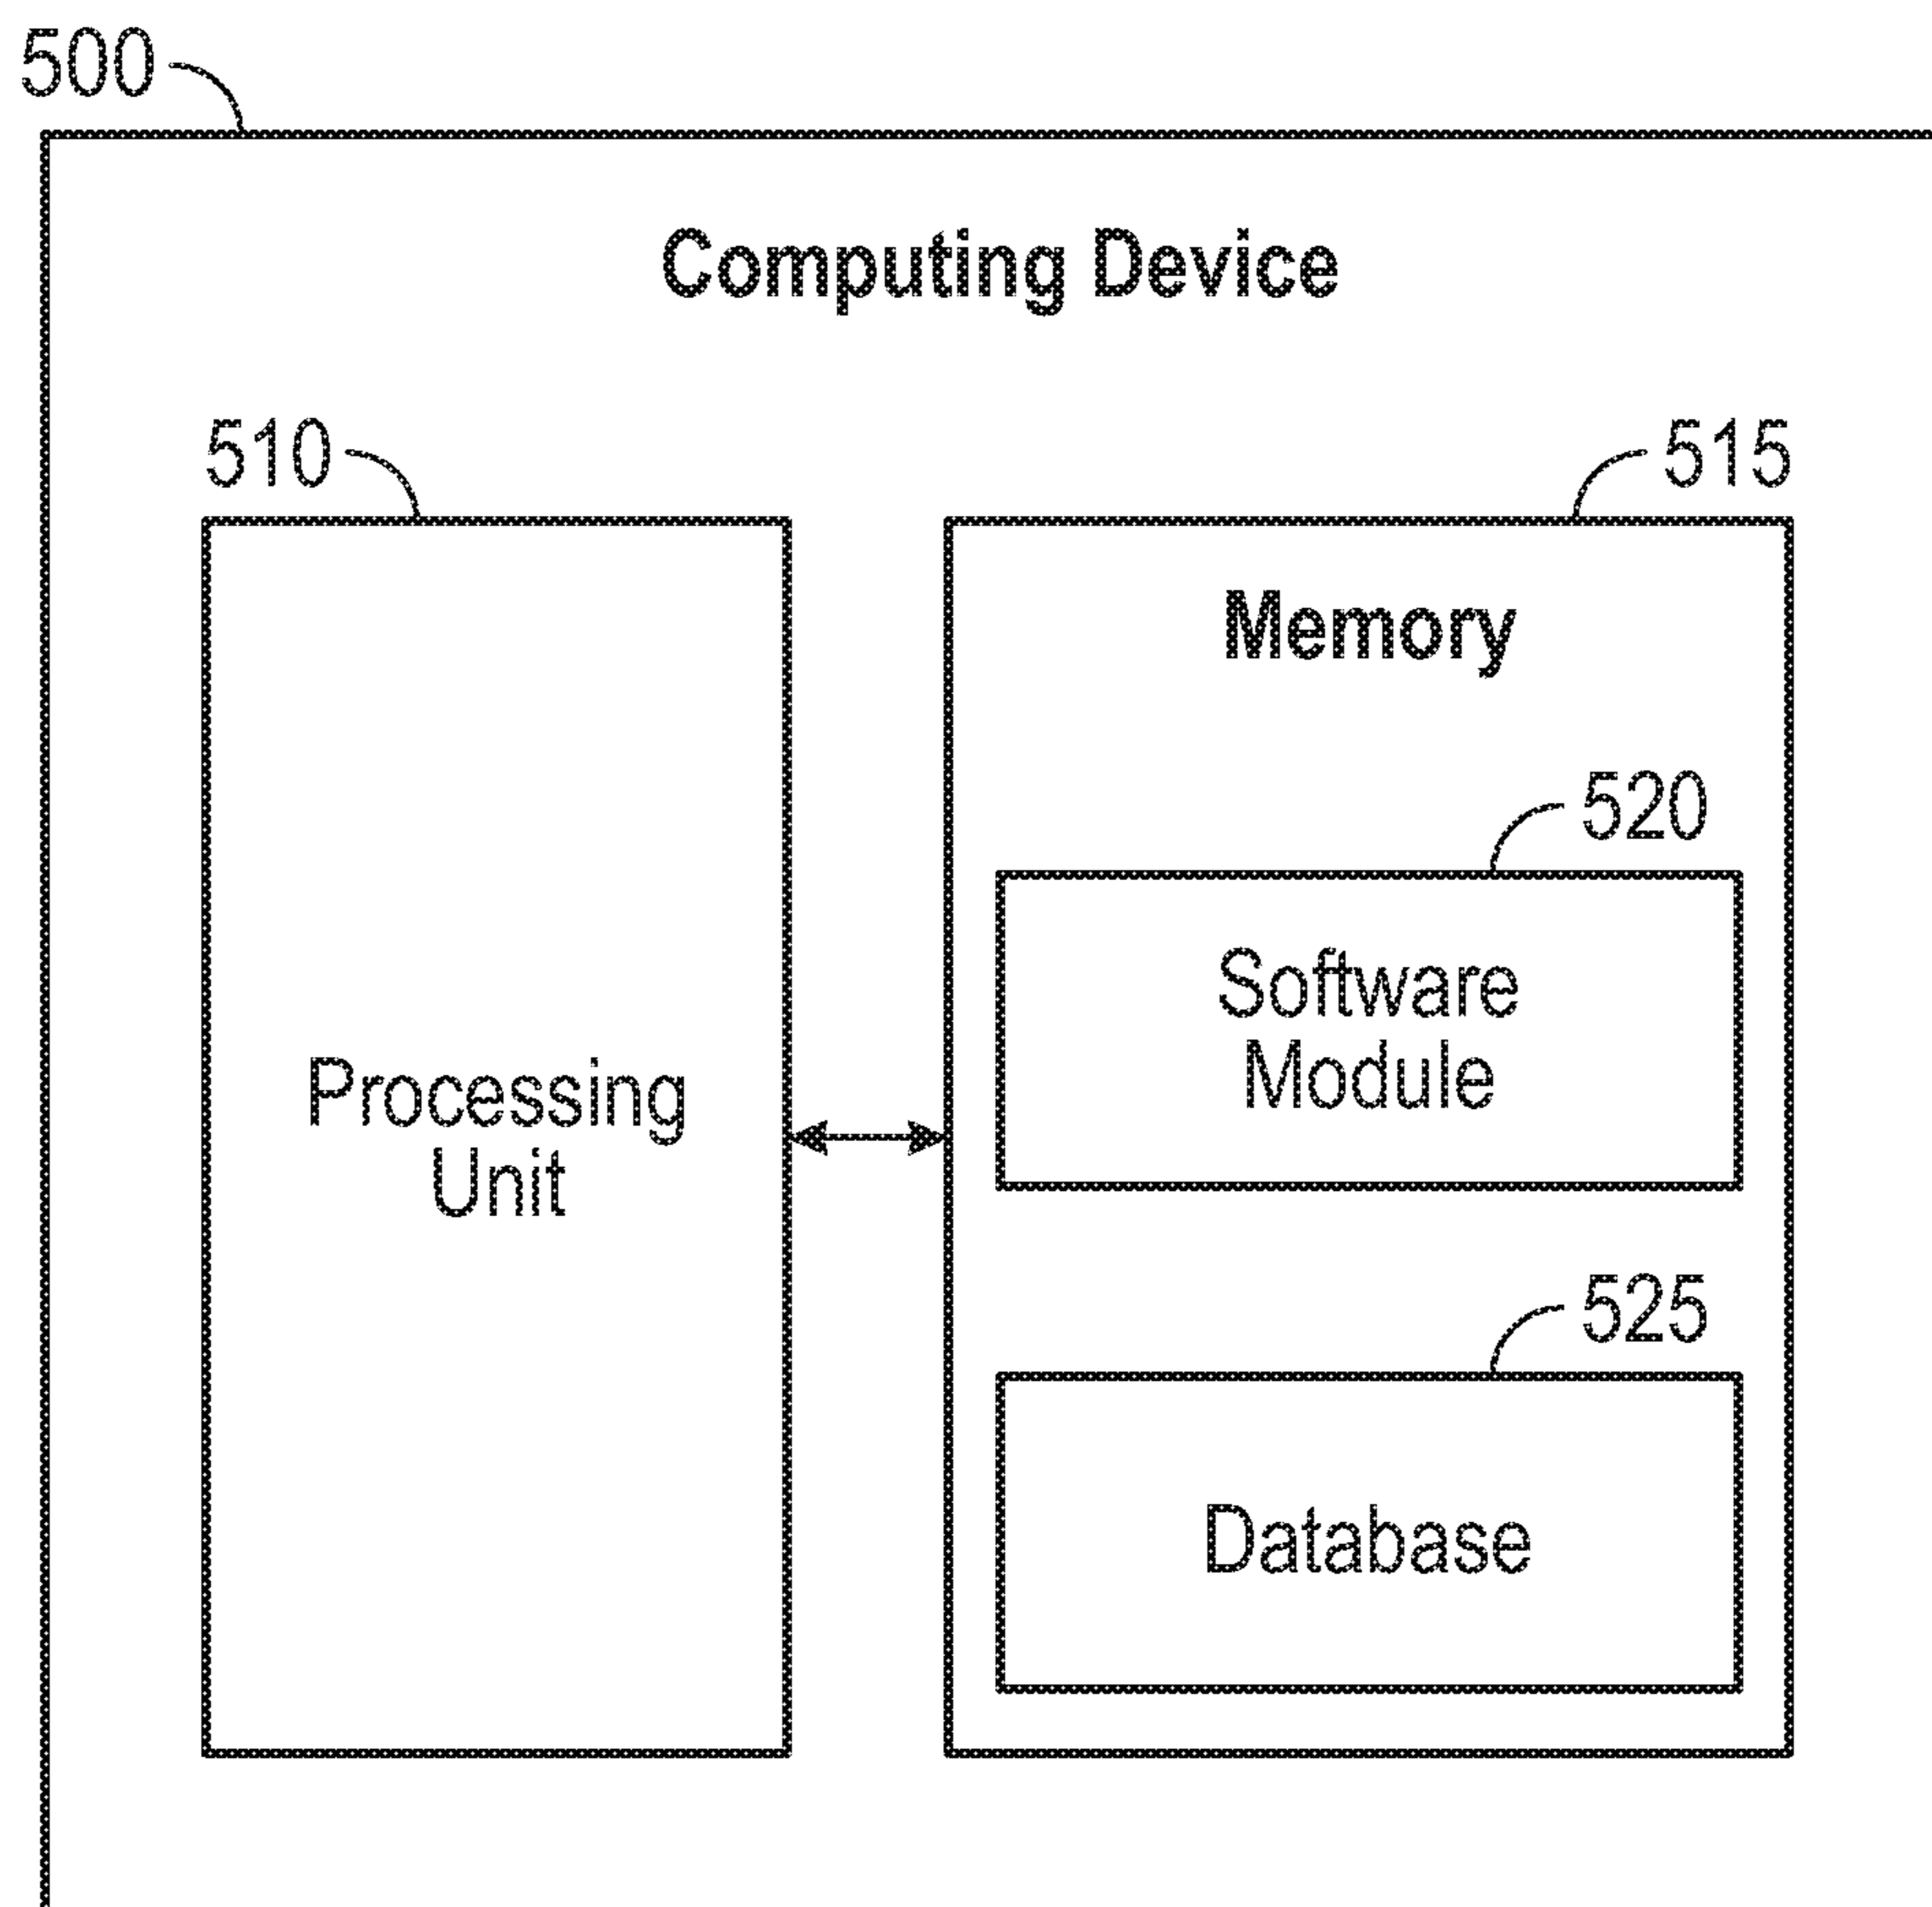 500
Computing Device
510
515
Memory
520
Software
Module
Processing
Unit
525
Database